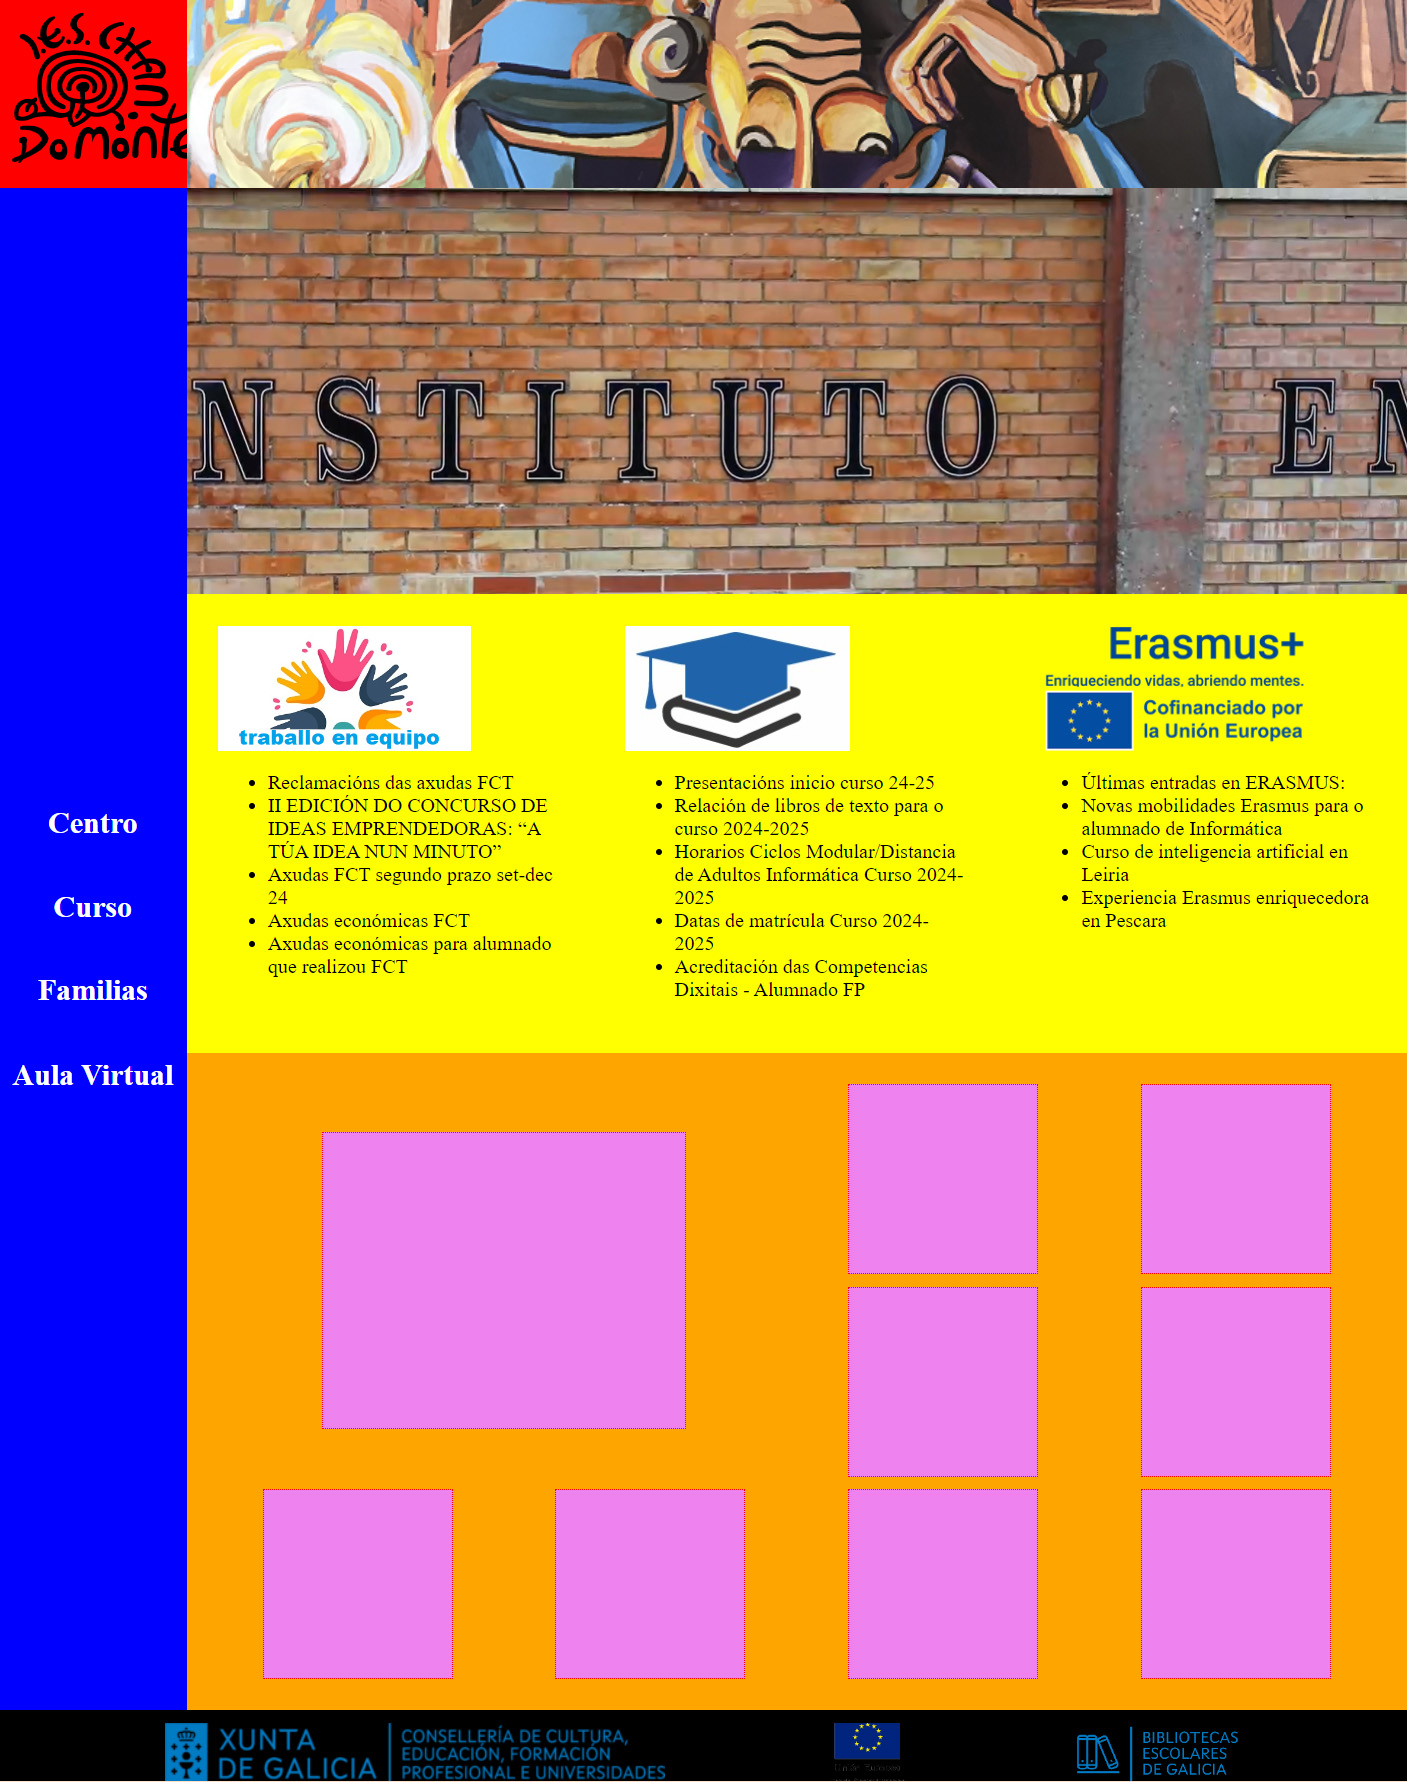 I.E.S. CHAN
Do MonTe
NSTITUTO EM
traballo en equipo
Reclamacións das axudas FCT
II EDICIÓN DO CONCURSO DE
IDEAS EMPRENDEDORAS: “A
TÚA IDEA NUN MINUTO”
Axudas FCT segundo prazo set-dec
24
Axudas económicas FCT
Axudas económicas para alumnado
que realizou FCT
Presentacións inicio curso 24-25
Relación de libros de texto para o
curso 2024-2025
Horarios Ciclos Modular/Distancia
de Adultos Informática Curso 2024-
2025
Datas de matrícula Curso 2024-
2025
Acreditación das Competencias
Dixitais - Alumnado FP
Erasmus+
Enriqueciendo vidas, abriendo mentes.
Cofinanciado por
la Unión Europea
Últimas entradas en ERASMUS:
Novas mobilidades Erasmus para o
alumnado de Informática
Curso de inteligencia artificial en
Leiria
Experiencia Erasmus enriquecedora
en Pescara
Centro
Curso
Familias
Aula Virtual
XUNTA
DE GALICIA
CONSELLERÍA DE CULTURA,
EDUCACIÓN, FORMACIÓN
PROFESIONAL E UNIVERSIDADES
BIBLIOTECAS
ESCOLARES
DE GALICIA